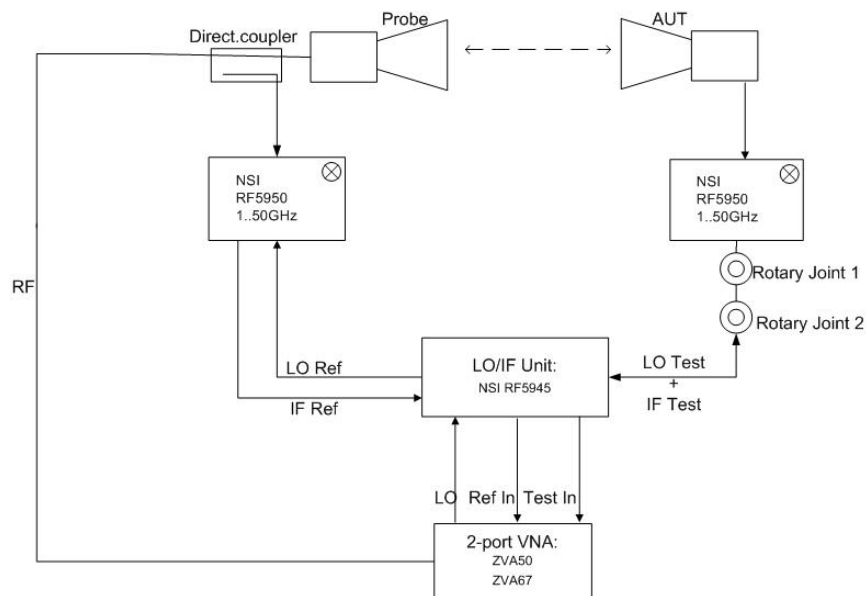 Probe
AUT
Direct.coupler
NSI
RF5950
1..50GHz
NSI
RF5950
1..50GHz
Rotary Joint 1
RF
Rotary Joint 2
LO Ref
LO/IF Unit:
NSI RF5945
LO Test
+
IF Test
IF Ref
LO Ref In Test In
2-port VNA:
ZVA50
ZVA67